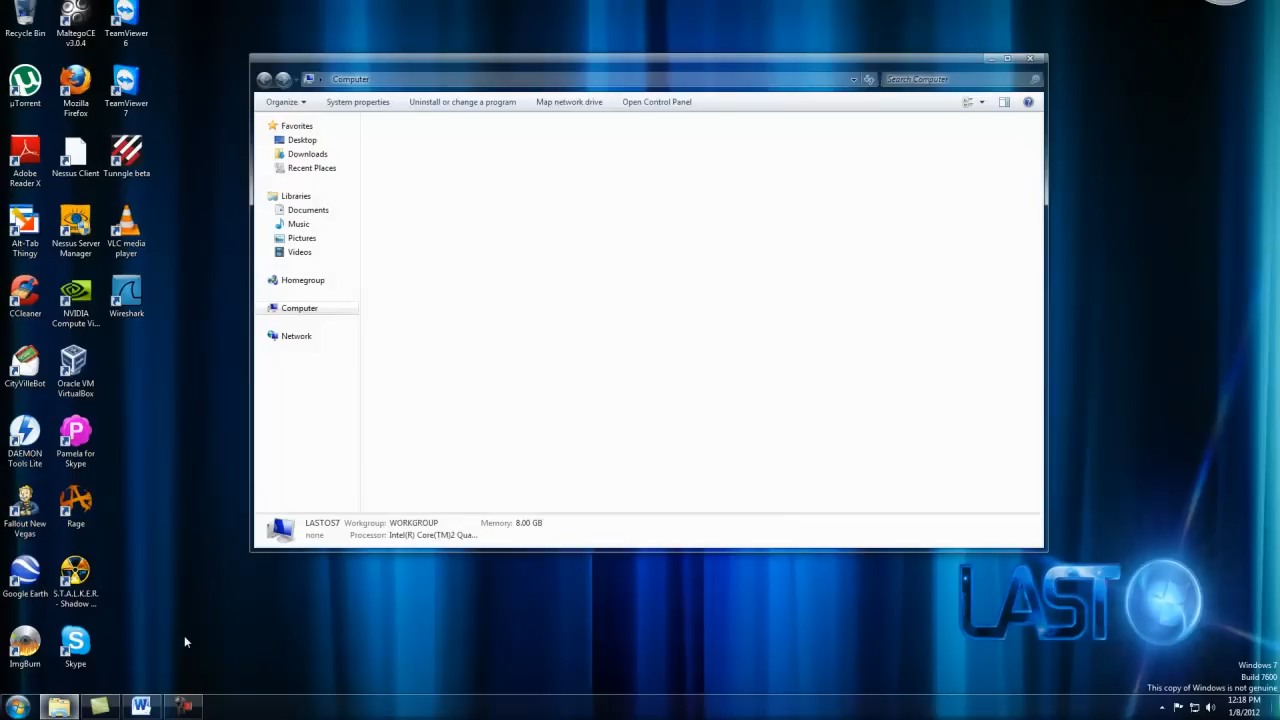 Recycle Bin
MaltegoCE
v3.0.4
TeamViewer
6
µTorrent
Mozilla
Firefox
TeamViewer
7
Adobe
Reader X
Nessus Client
Tunngle beta
Alt-Tab
Thingy
Nessus Server
Manager
VLC media
player
CCleaner
NVIDIA
Compute Vi...
Wireshark
CityVilleBot
Oracle VM
VirtualBox
DAEMON
Tools Lite
Pamela for
Skype
Fallout New
Vegas
Rage
Google Earth
S.T.A.L.K.E.R.
- Shadow ...
ImgBurn
Skype
Computer
Search Computer
Organize
System properties
Uninstall or change a program
Map network drive
Open Control Panel
Favorites
Desktop
Downloads
Recent Places
Libraries
Documents
Music
Pictures
Videos
Homegroup
Computer
Network
LASTOS7 Workgroup: WORKGROUP Memory: 8.00 GB
none Processor: Intel(R) Core(TM)2 Qua...
LAST
Windows 7
Build 7600
This copy of Windows is not genuine
12:18 PM
1/8/2012